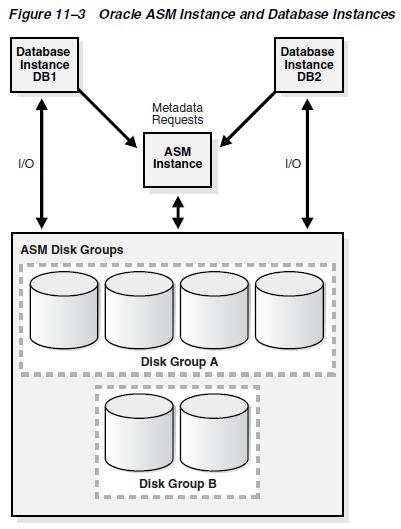 Figure 11–3 Oracle ASM Instance and Database Instances
Database
Instance
DB1
Database
Instance
DB2
Metadata
Requests
ASM
Instance
I/O
I/O
ASM Disk Groups
Disk Group A
Disk Group B